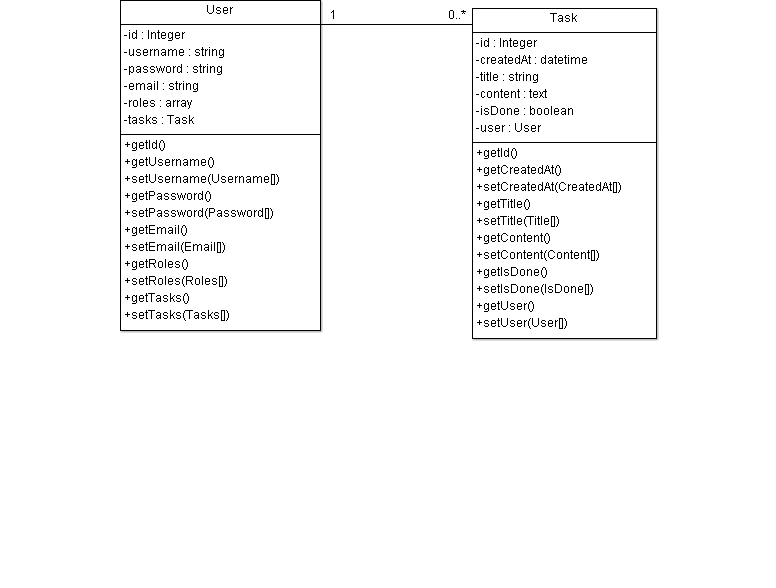 User
-id : Integer
-username : string
-password : string
-email : string
-roles : array
-tasks : Task
+getId()
+getUsername()
+setUsername(Username[])
+getPassword()
+setPassword(Password[])
+getEmail()
+setEmail(Email[])
+getRoles()
+setRoles(Roles[])
+getTasks()
+setTasks(Tasks[])
1 0..*
Task
-id : Integer
-createdAt : datetime
-title : string
-content : text
-isDone : boolean
-user : User
+getId()
+getCreatedAt()
+setCreatedAt(CreatedAt[])
+getTitle()
+setTitle(Title[])
+getContent()
+setContent(Content[])
+getIsDone()
+setIsDone(IsDone[])
+getUser()
+setUser(User[])